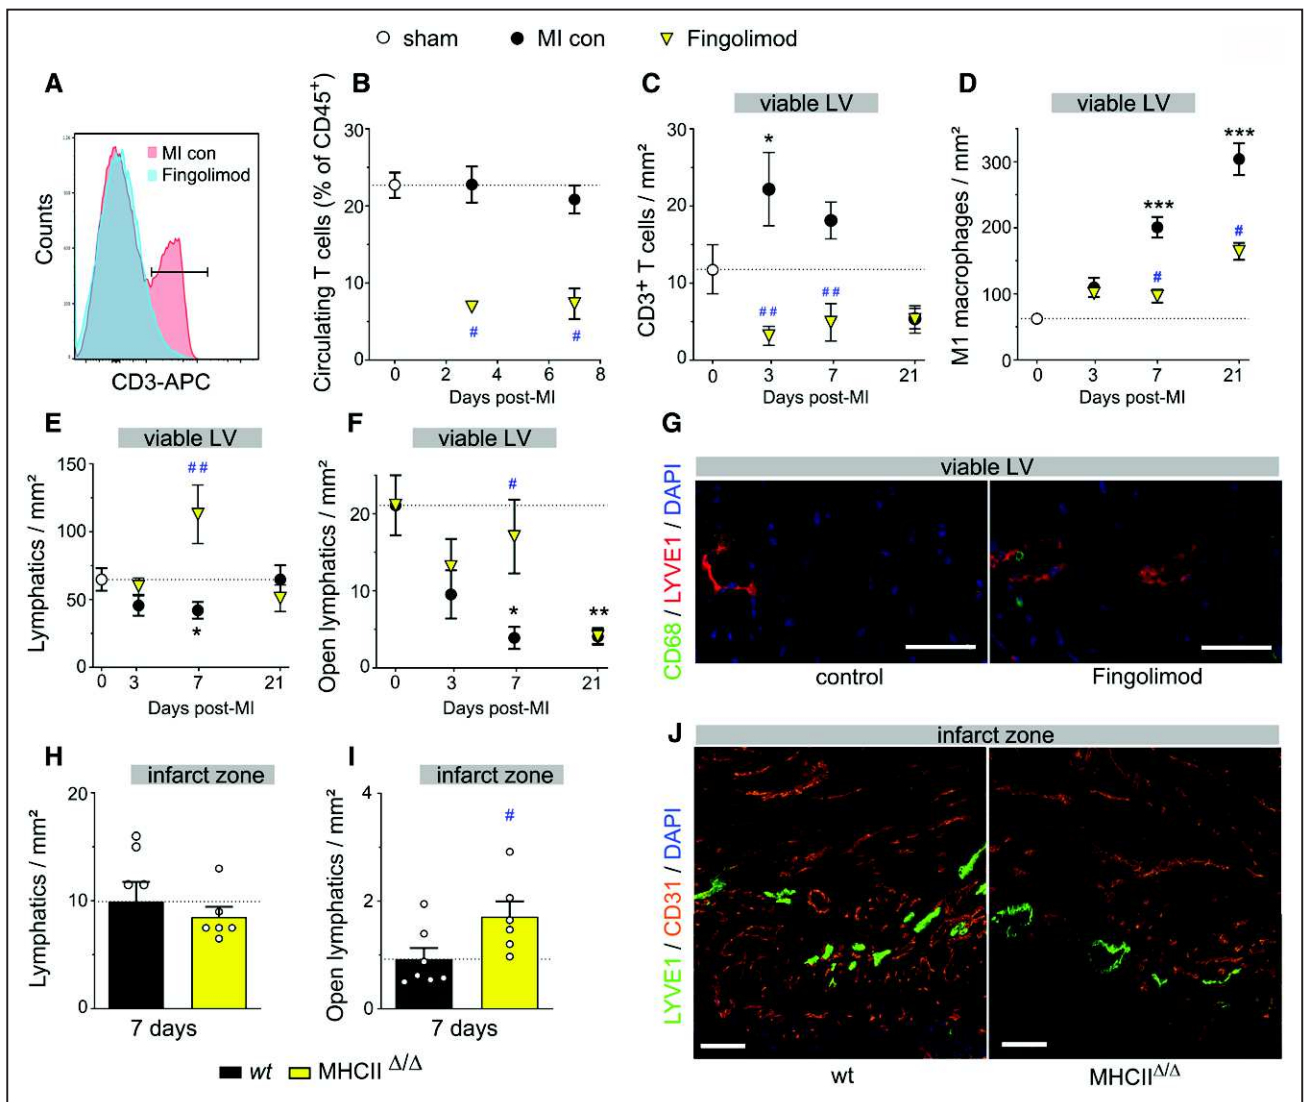 sham MI con Fingolimod
A
MI con
Fingolimod
Counts
CD3-APC
B
Circulating T cells (% of CD45⁺)
30
20
10
0
#
#
0 2 4 6 8
Days post-MI
C
viable LV
CD3⁺ T cells / mm²
30
20
10
0
*
##
##
0 3 7 21
Days post-MI
D
viable LV
M1 macrophages / mm²
300
200
100
0
***
***
#
#
0 3 7 21
Days post-MI
E
viable LV
Lymphatics / mm²
150
100
50
0
##
*
0 3 7 21
Days post-MI
F
viable LV
Open lymphatics / mm²
20
10
0
#
*
**
0 3 7 21
Days post-MI
G
viable LV
CD68 / LYVE1 / DAPI
control Fingolimod
H
infarct zone
Lymphatics / mm²
20
10
0
7 days
I
infarct zone
Open lymphatics / mm²
4
2
0
#
7 days
wt MHCII Δ/Δ
J
infarct zone
LYVE1 / CD31 / DAPI
wt MHCIIΔ/Δ